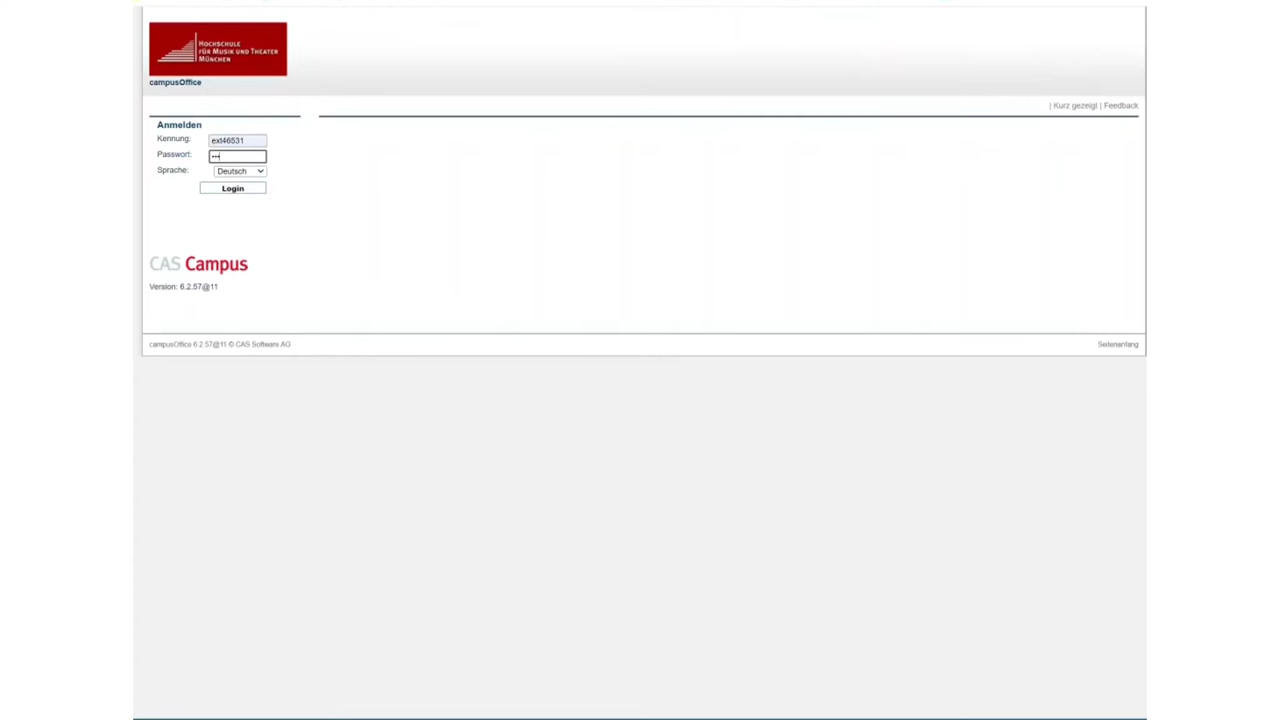 HOCHSCHULE
FÜR MUSIK UND THEATER
MÜNCHEN
campusOffice
| Kurz gezeigt | Feedback
Anmelden
Kennung: ext46531
Passwort: •••
Sprache: Deutsch
Login
CAS Campus
Version: 6.2.57@11
campusOffice 6.2.57@11 © CAS Software AG
Seitenanfang